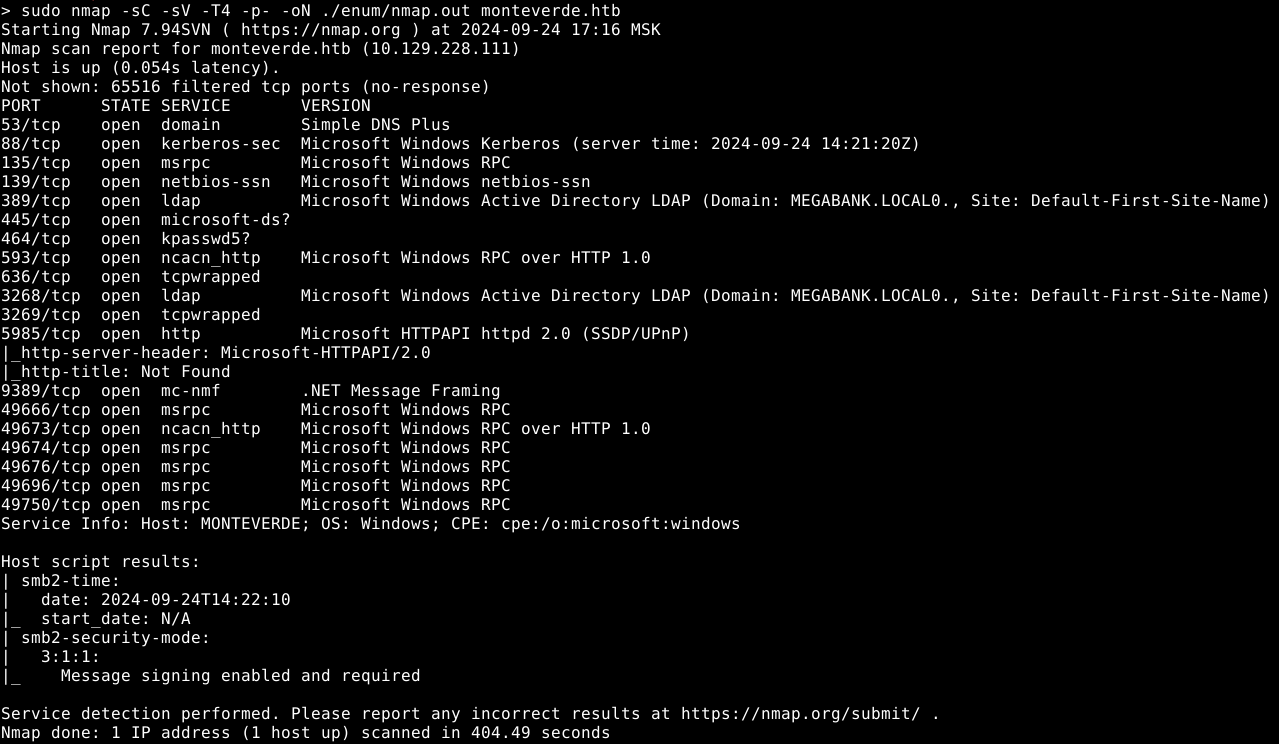 > sudo nmap -sC -sV -T4 -p- -oN ./enum/nmap.out monteverde.htb
Starting Nmap 7.94SVN ( https://nmap.org ) at 2024-09-24 17:16 MSK
Nmap scan report for monteverde.htb (10.129.228.111)
Host is up (0.054s latency).
Not shown: 65516 filtered tcp ports (no-response)
PORT      STATE SERVICE       VERSION
53/tcp    open  domain        Simple DNS Plus
88/tcp    open  kerberos-sec  Microsoft Windows Kerberos (server time: 2024-09-24 14:21:20Z)
135/tcp   open  msrpc         Microsoft Windows RPC
139/tcp   open  netbios-ssn   Microsoft Windows netbios-ssn
389/tcp   open  ldap          Microsoft Windows Active Directory LDAP (Domain: MEGABANK.LOCAL0., Site: Default-First-Site-Name)
445/tcp   open  microsoft-ds?
464/tcp   open  kpasswd5?
593/tcp   open  ncacn_http    Microsoft Windows RPC over HTTP 1.0
636/tcp   open  tcpwrapped
3268/tcp  open  ldap          Microsoft Windows Active Directory LDAP (Domain: MEGABANK.LOCAL0., Site: Default-First-Site-Name)
3269/tcp  open  tcpwrapped
5985/tcp  open  http          Microsoft HTTPAPI httpd 2.0 (SSDP/UPnP)
|_http-server-header: Microsoft-HTTPAPI/2.0
|_http-title: Not Found
9389/tcp  open  mc-nmf        .NET Message Framing
49666/tcp open  msrpc         Microsoft Windows RPC
49673/tcp open  ncacn_http    Microsoft Windows RPC over HTTP 1.0
49674/tcp open  msrpc         Microsoft Windows RPC
49676/tcp open  msrpc         Microsoft Windows RPC
49696/tcp open  msrpc         Microsoft Windows RPC
49750/tcp open  msrpc         Microsoft Windows RPC
Service Info: Host: MONTEVERDE; OS: Windows; CPE: cpe:/o:microsoft:windows

Host script results:
| smb2-time:
|   date: 2024-09-24T14:22:10
|_  start_date: N/A
| smb2-security-mode:
|   3:1:1:
|_    Message signing enabled and required

Service detection performed. Please report any incorrect results at https://nmap.org/submit/ .
Nmap done: 1 IP address (1 host up) scanned in 404.49 seconds